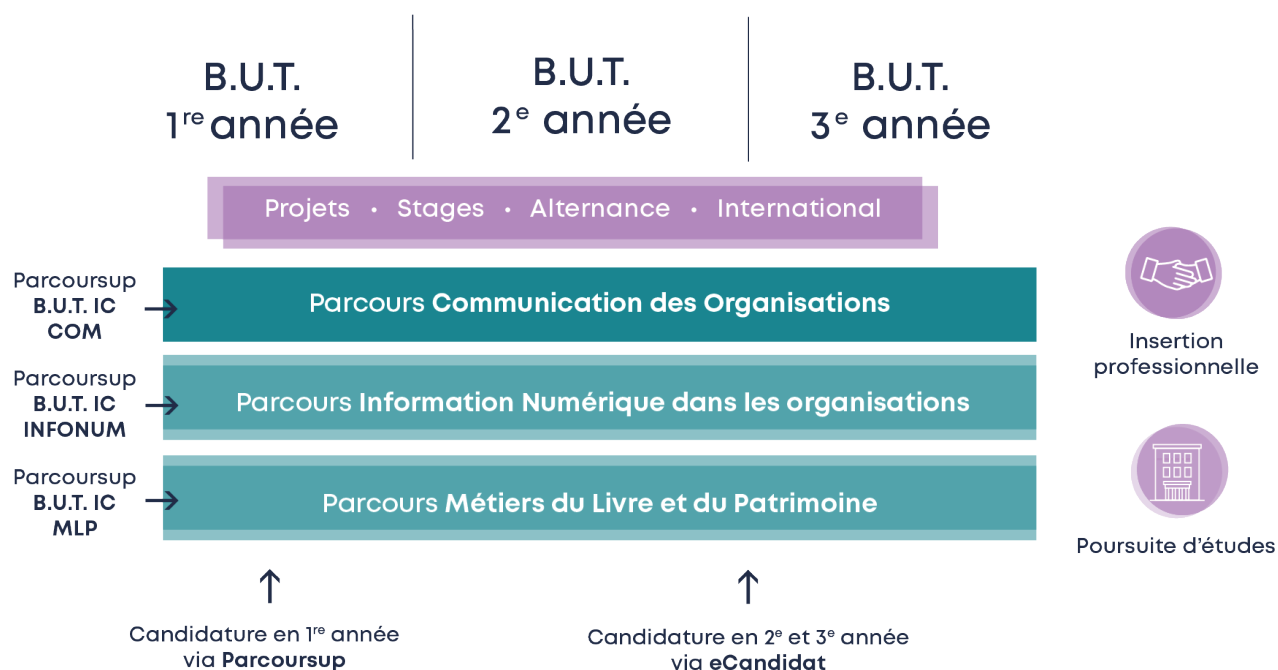 B.U.T.
1re année
B.U.T.
2e année
B.U.T.
3e année
Projets • Stages • Alternance • International
Parcoursup
B.U.T. IC
COM
Parcours Communication des Organisations
Parcoursup
B.U.T. IC
INFONUM
Parcours Information Numérique dans les organisations
Parcoursup
B.U.T. IC
MLP
Parcours Métiers du Livre et du Patrimoine
Insertion
professionnelle
Poursuite d’études
Candidature en 1re année
via Parcoursup
Candidature en 2e et 3e année
via eCandidat